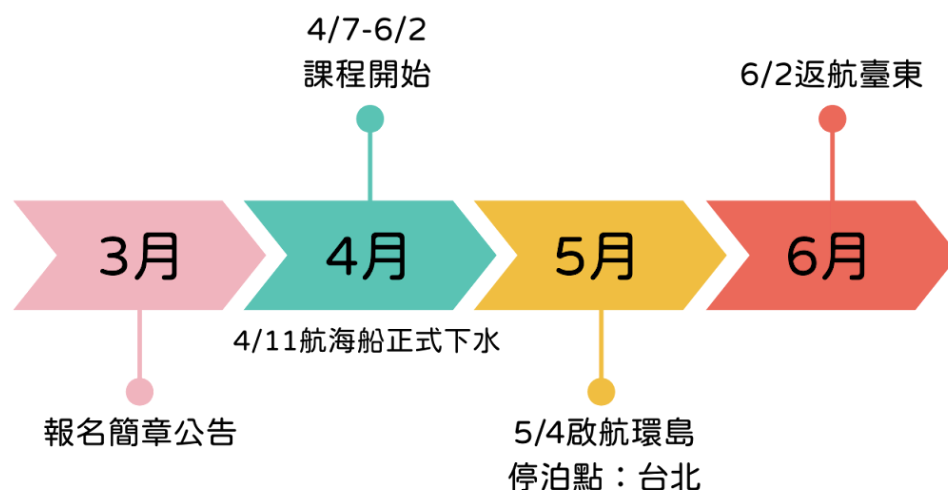 4/7-6/2
課程開始
6/2返航臺東
3月
4月
5月
6月
4/11航海船正式下水
報名簡章公告
5/4啟航環島
停泊點：台北